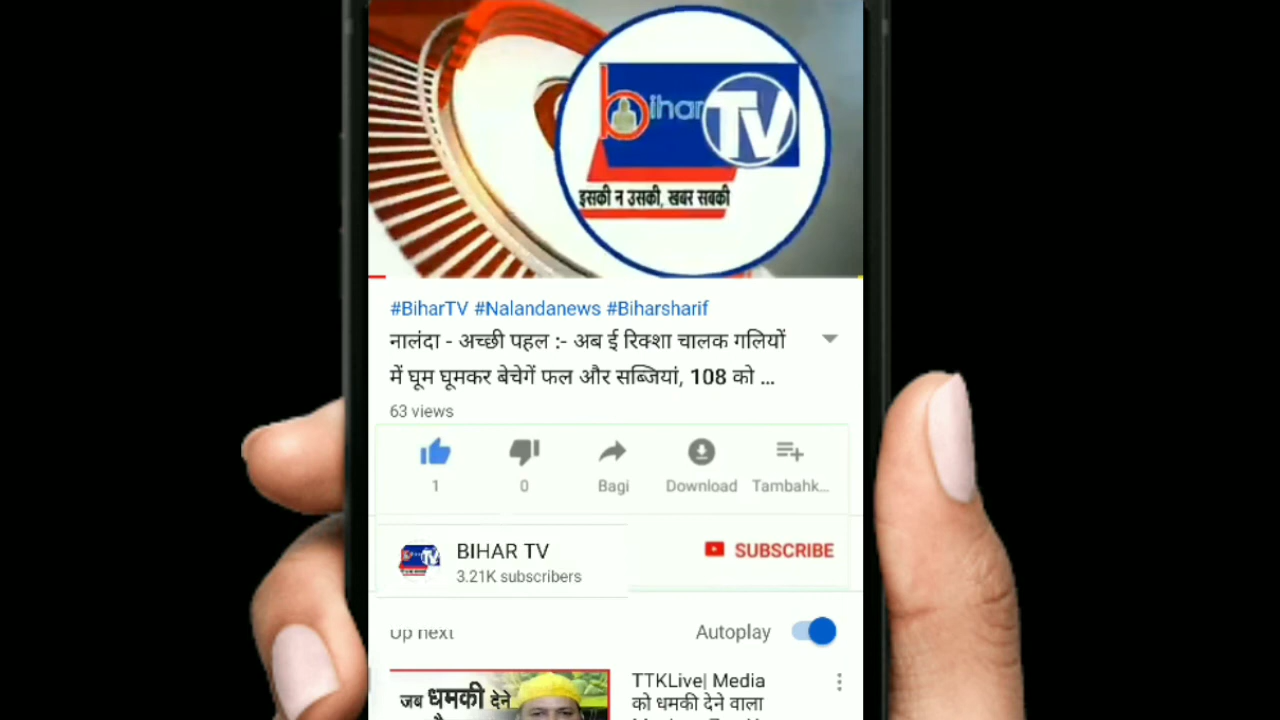 bihar TV
इसकी न उसकी, खबर सबकी
#BiharTV #Nalandanews #Biharsharif
नालंदा - अच्छी पहल :- अब ई रिक्शा चालक गलियों
में घूम घूमकर बेचेगें फल और सब्जियां, 108 को ...
63 views
1 0 Bagi Download Tambahk...
BIHAR TV
3.21K subscribers
SUBSCRIBE
Up next
Autoplay
जब धमकी देने
TTKLive| Media
को धमकी देने वाला